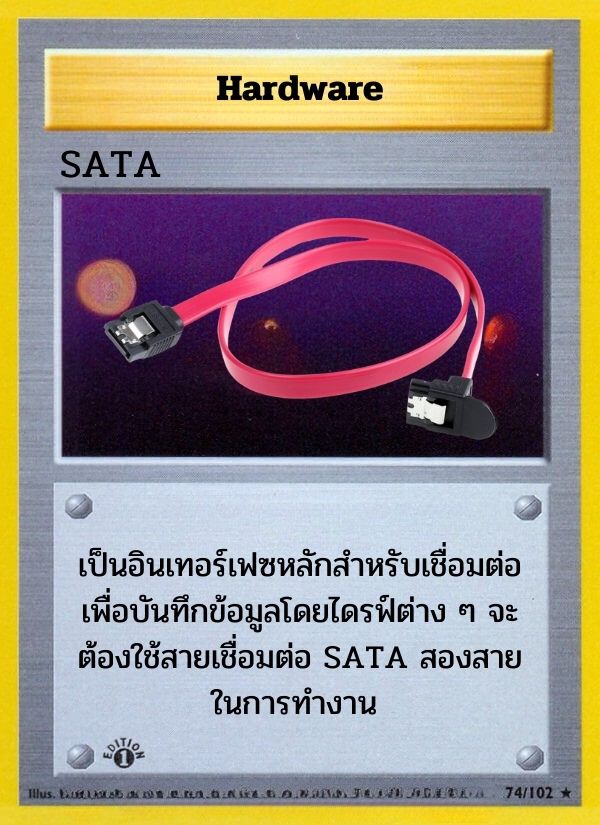 Hardware
SATA
เป็นอินเทอร์เฟซหลักสำหรับเชื่อมต่อ
เพื่อบันทึกข้อมูลโดยไดรฟ์ต่าง ๆ จะ
ต้องใช้สายเชื่อมต่อ SATA สองสาย
ในการทำงาน
EDITION
1
Illus.
74/102 ★